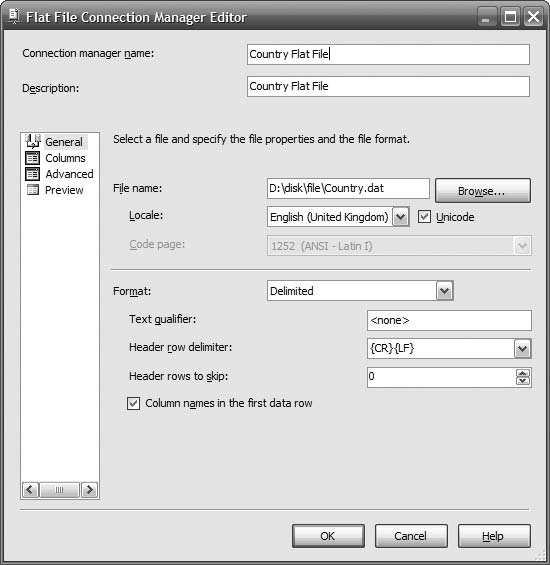 Flat File Connection Manager Editor
Connection manager name: Country Flat File
Description: Country Flat File
General
Columns
Advanced
Preview
Select a file and specify the file properties and the file format.
File name: D:\disk\file\Country.dat Browse...
Locale: English (United Kingdom) Unicode
Code page: 1252 (ANSI - Latin I)
Format: Delimited
Text qualifier: <none>
Header row delimiter: {CR}{LF}
Header rows to skip: 0
Column names in the first data row
OK Cancel Help